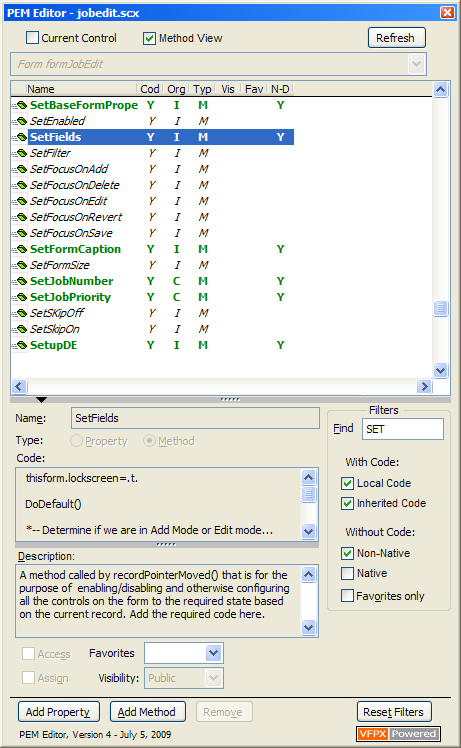 PEM Editor - jobedit.scx
Current Control Method View Refresh
Form formJobEdit
Name Cod Org Typ Vis Fav N-D
SetBaseFormPrope Y I M Y
SetEnabled Y I M
SetFields Y I M Y
SetFilter Y I M
SetFocusOnAdd Y I M
SetFocusOnDelete Y I M
SetFocusOnEdit Y I M
SetFocusOnRevert Y I M
SetFocusOnSave Y I M
SetFormCaption Y I M Y
SetFormSize Y I M
SetJobNumber Y C M Y
SetJobPriority Y C M Y
SetSKipOff Y I M
SetSkipOn Y I M
SetupDE Y I M Y
Name: SetFields
Type: Property Method
Code:
thisform.lockscreen=.t.
DoDefault()
*-- Determine if we are in Add Mode or Edit mode...
Description:
A method called by recordPointerMoved() that is for the
purpose of enabling/disabling and otherwise configuring
all the controls on the form to the required state based
on the current record. Add the required code here.
Access Favorites
Assign Visibility: Public
Filters
Find SET
With Code:
Local Code
Inherited Code
Without Code:
Non-Native
Native
Favorites only
Add Property Add Method Remove Reset Filters
PEM Editor, Version 4 - July 5, 2009 VFPX Powered